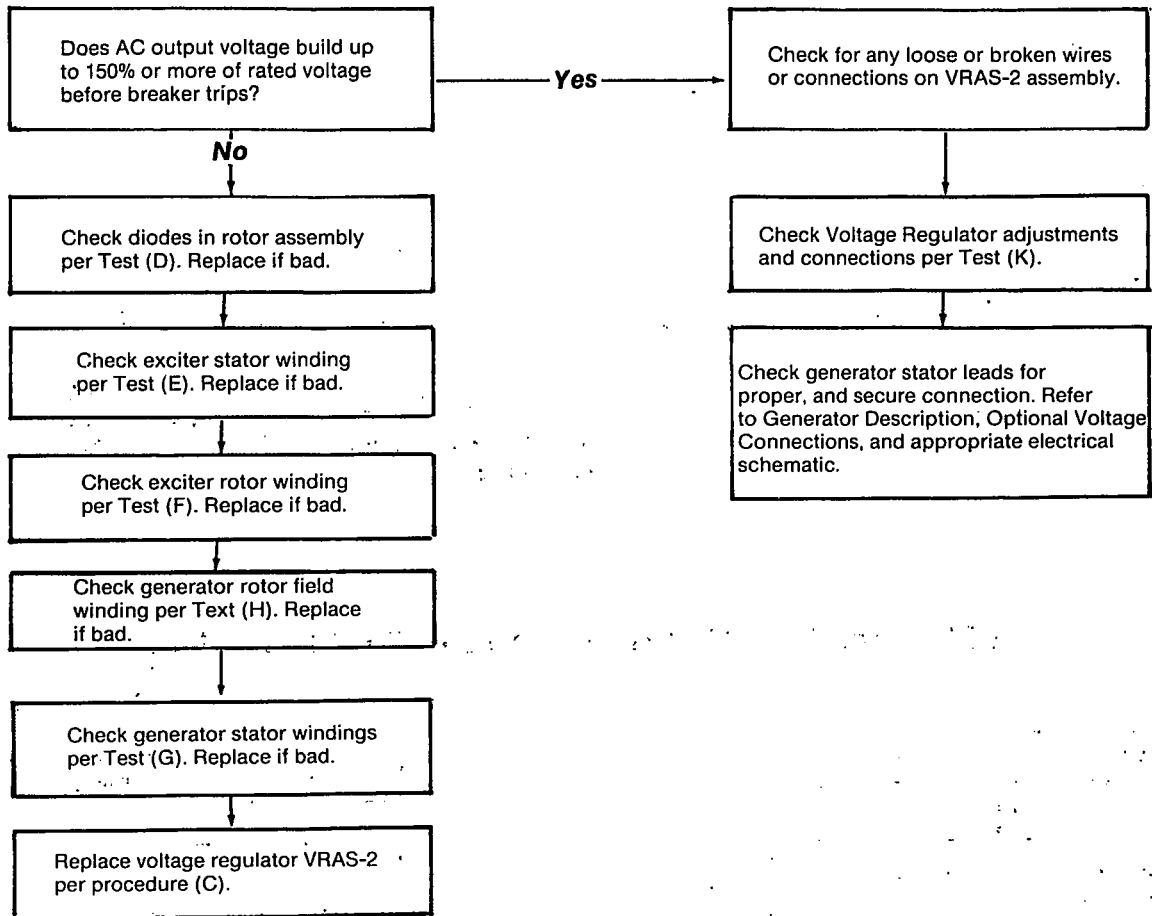 Does AC output voltage build up
to 150% or more of rated voltage
before breaker trips?
Yes
Check for any loose or broken wires
or connections on VRAS-2 assembly.
No
Check diodes in rotor assembly
per Test (D). Replace if bad.
Check Voltage Regulator adjustments
and connections per Test (K).
Check exciter stator winding
per Test (E). Replace if bad.
Check generator stator leads for
proper, and secure connection. Refer
to Generator Description, Optional Voltage
Connections, and appropriate electrical
schematic.
Check exciter rotor winding
per Test (F). Replace if bad.
Check generator rotor field
winding per Text (H). Replace
if bad.
Check generator stator windings
per Test (G). Replace if bad.
Replace voltage regulator VRAS-2
per procedure (C).